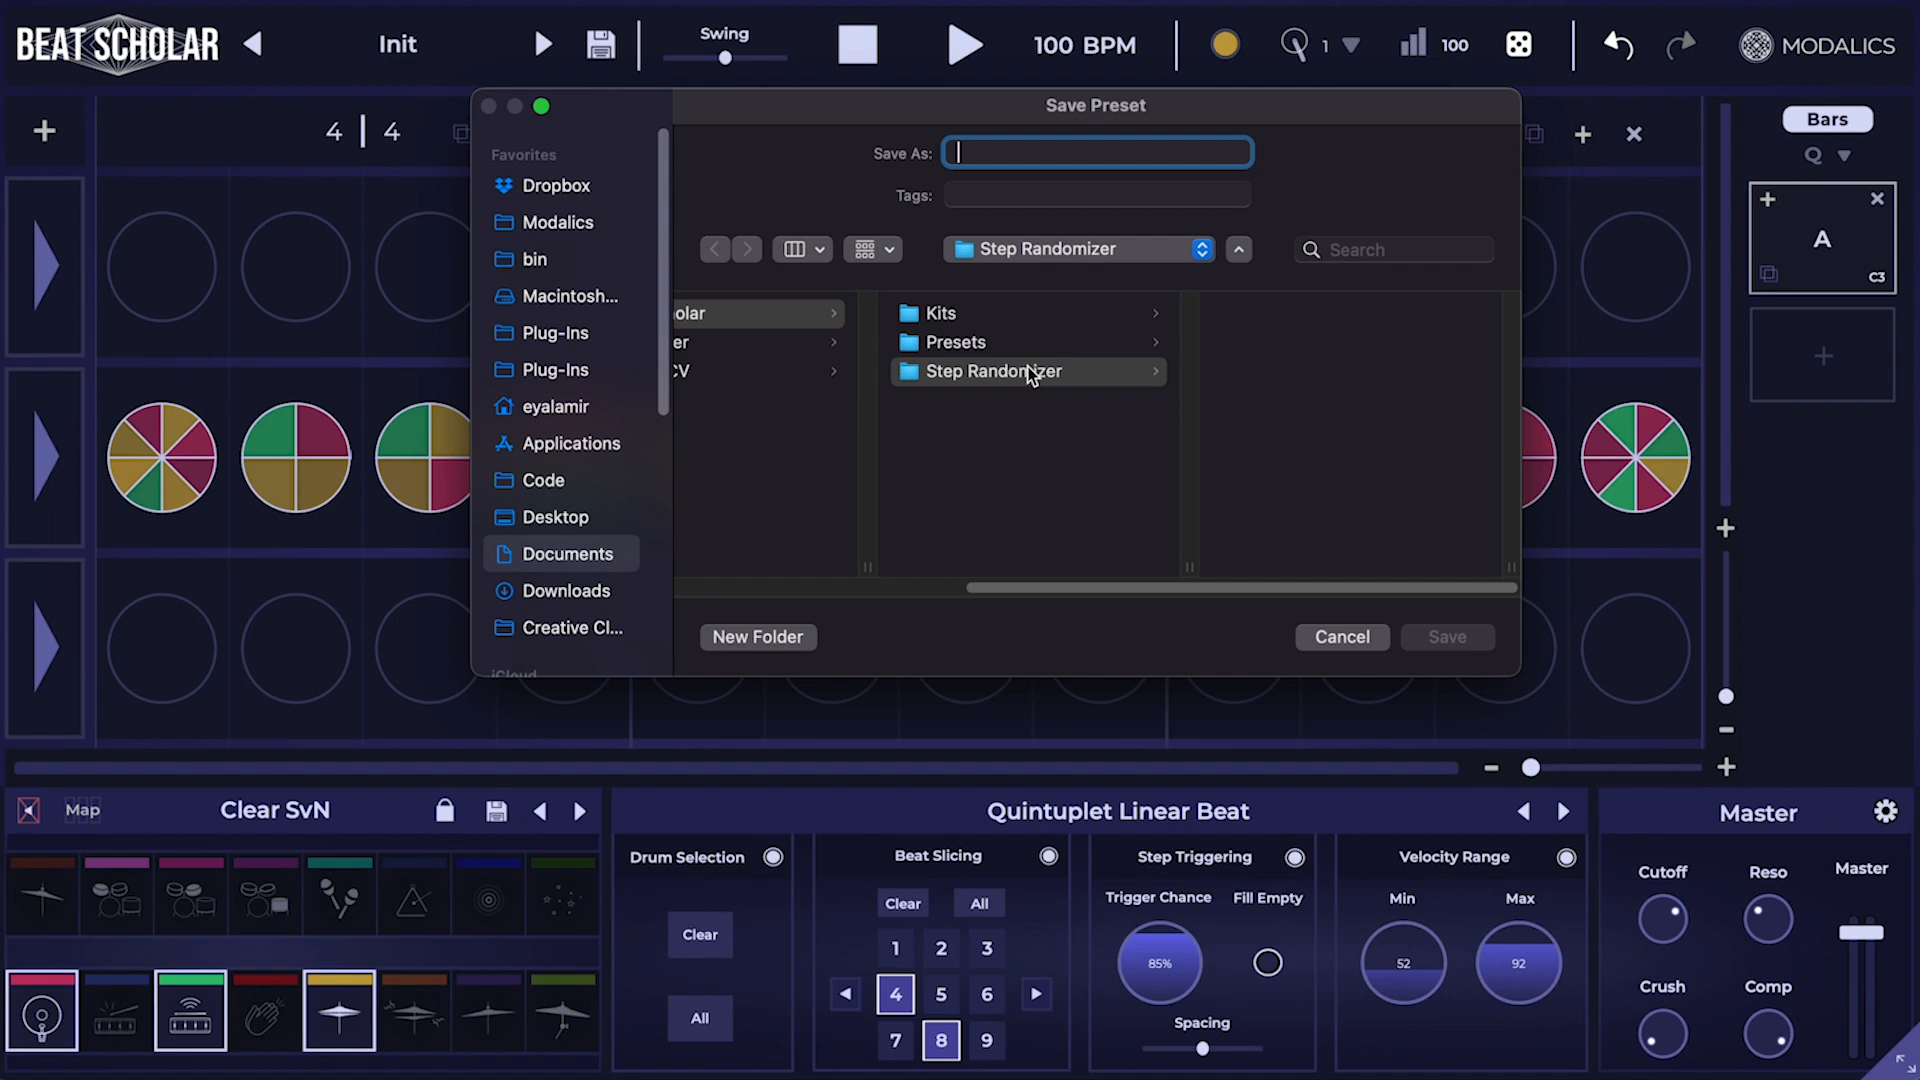 BEAT SCHOLAR
Init
Swing
100 BPM
1
100
MODALICS
4 | 4
Save Preset
Favorites
Dropbox
Modalics
bin
Macintosh...
Plug-Ins
Plug-Ins
eyalamir
Applications
Code
Desktop
Documents
Downloads
Creative Cl...
iCloud
Save As:
Tags:
Step Randomizer
Search
olar
er
CV
Kits
Presets
Step Randomizer
New Folder
Cancel
Save
Bars
Q
A
C3
Map
Clear SvN
Quintuplet Linear Beat
Drum Selection
Clear
All
Beat Slicing
Clear
All
1 2 3
4 5 6
7 8 9
Step Triggering
Trigger Chance
Fill Empty
85%
Spacing
Velocity Range
Min
Max
52
92
Master
Cutoff
Reso
Master
Crush
Comp